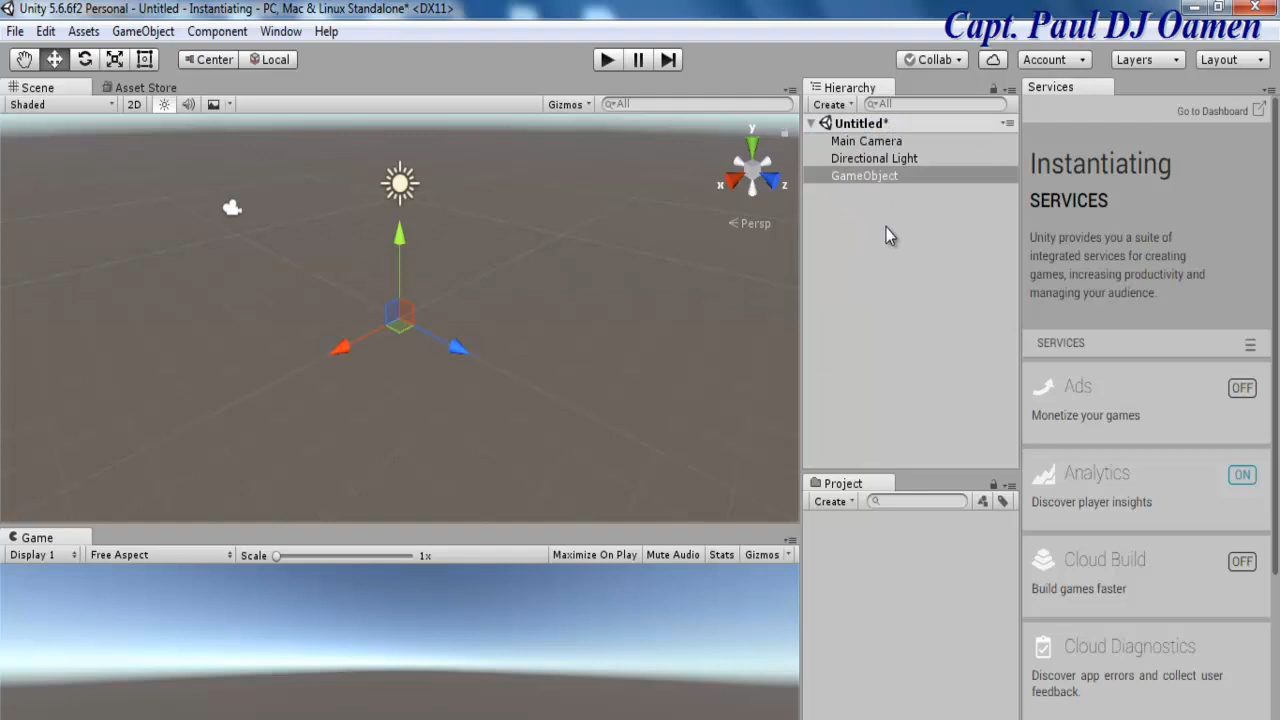 Unity 5.6.6f2 Personal - Untitled - Instantiating - PC, Mac & Linux Standalone* <DX11>
Capt. Paul DJ Oamen
File Edit Assets GameObject Component Window Help
2D Center Local Collab Account Layers Layout
Scene Asset Store Hierarchy Services
Shaded 2D Gizmos All Create All
Go to Dashboard
Untitled*
y
Main Camera
Directional Light
GameObject
x z
Persp
Instantiating
SERVICES
Unity provides you a suite of
integrated services for creating
games, increasing productivity and
managing your audience.
SERVICES
Ads OFF
Monetize your games
Analytics ON
Discover player insights
Project
Create
Game
Display 1 Free Aspect Scale 1x Maximize On Play Mute Audio Stats Gizmos
Cloud Build OFF
Build games faster
Cloud Diagnostics
Discover app errors and collect user
feedback.